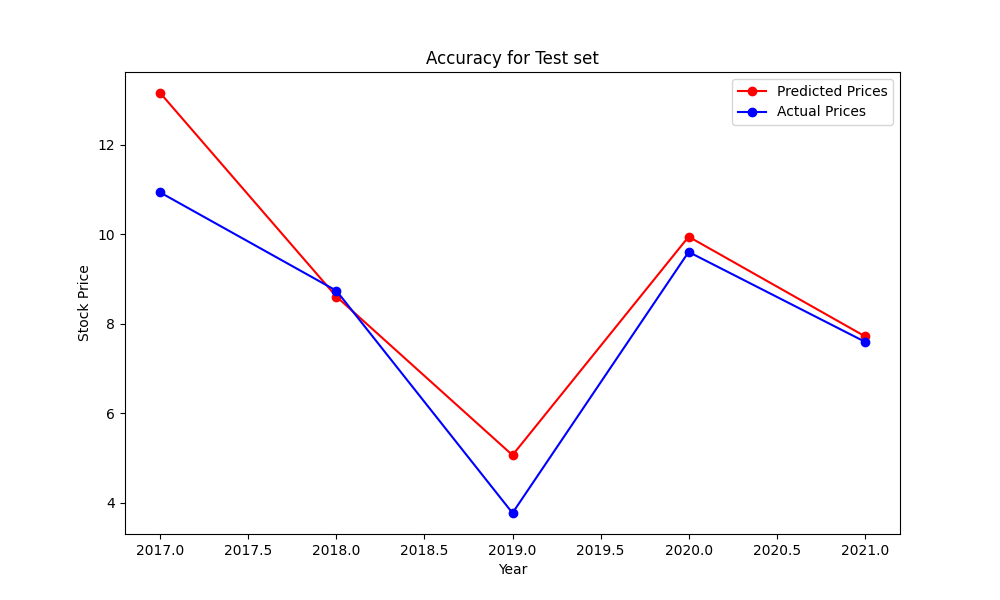 Accuracy for Test set
Predicted Prices
Actual Prices
12
10
8
6
4
Stock Price
2017.0 2017.5 2018.0 2018.5 2019.0 2019.5 2020.0 2020.5 2021.0
Year